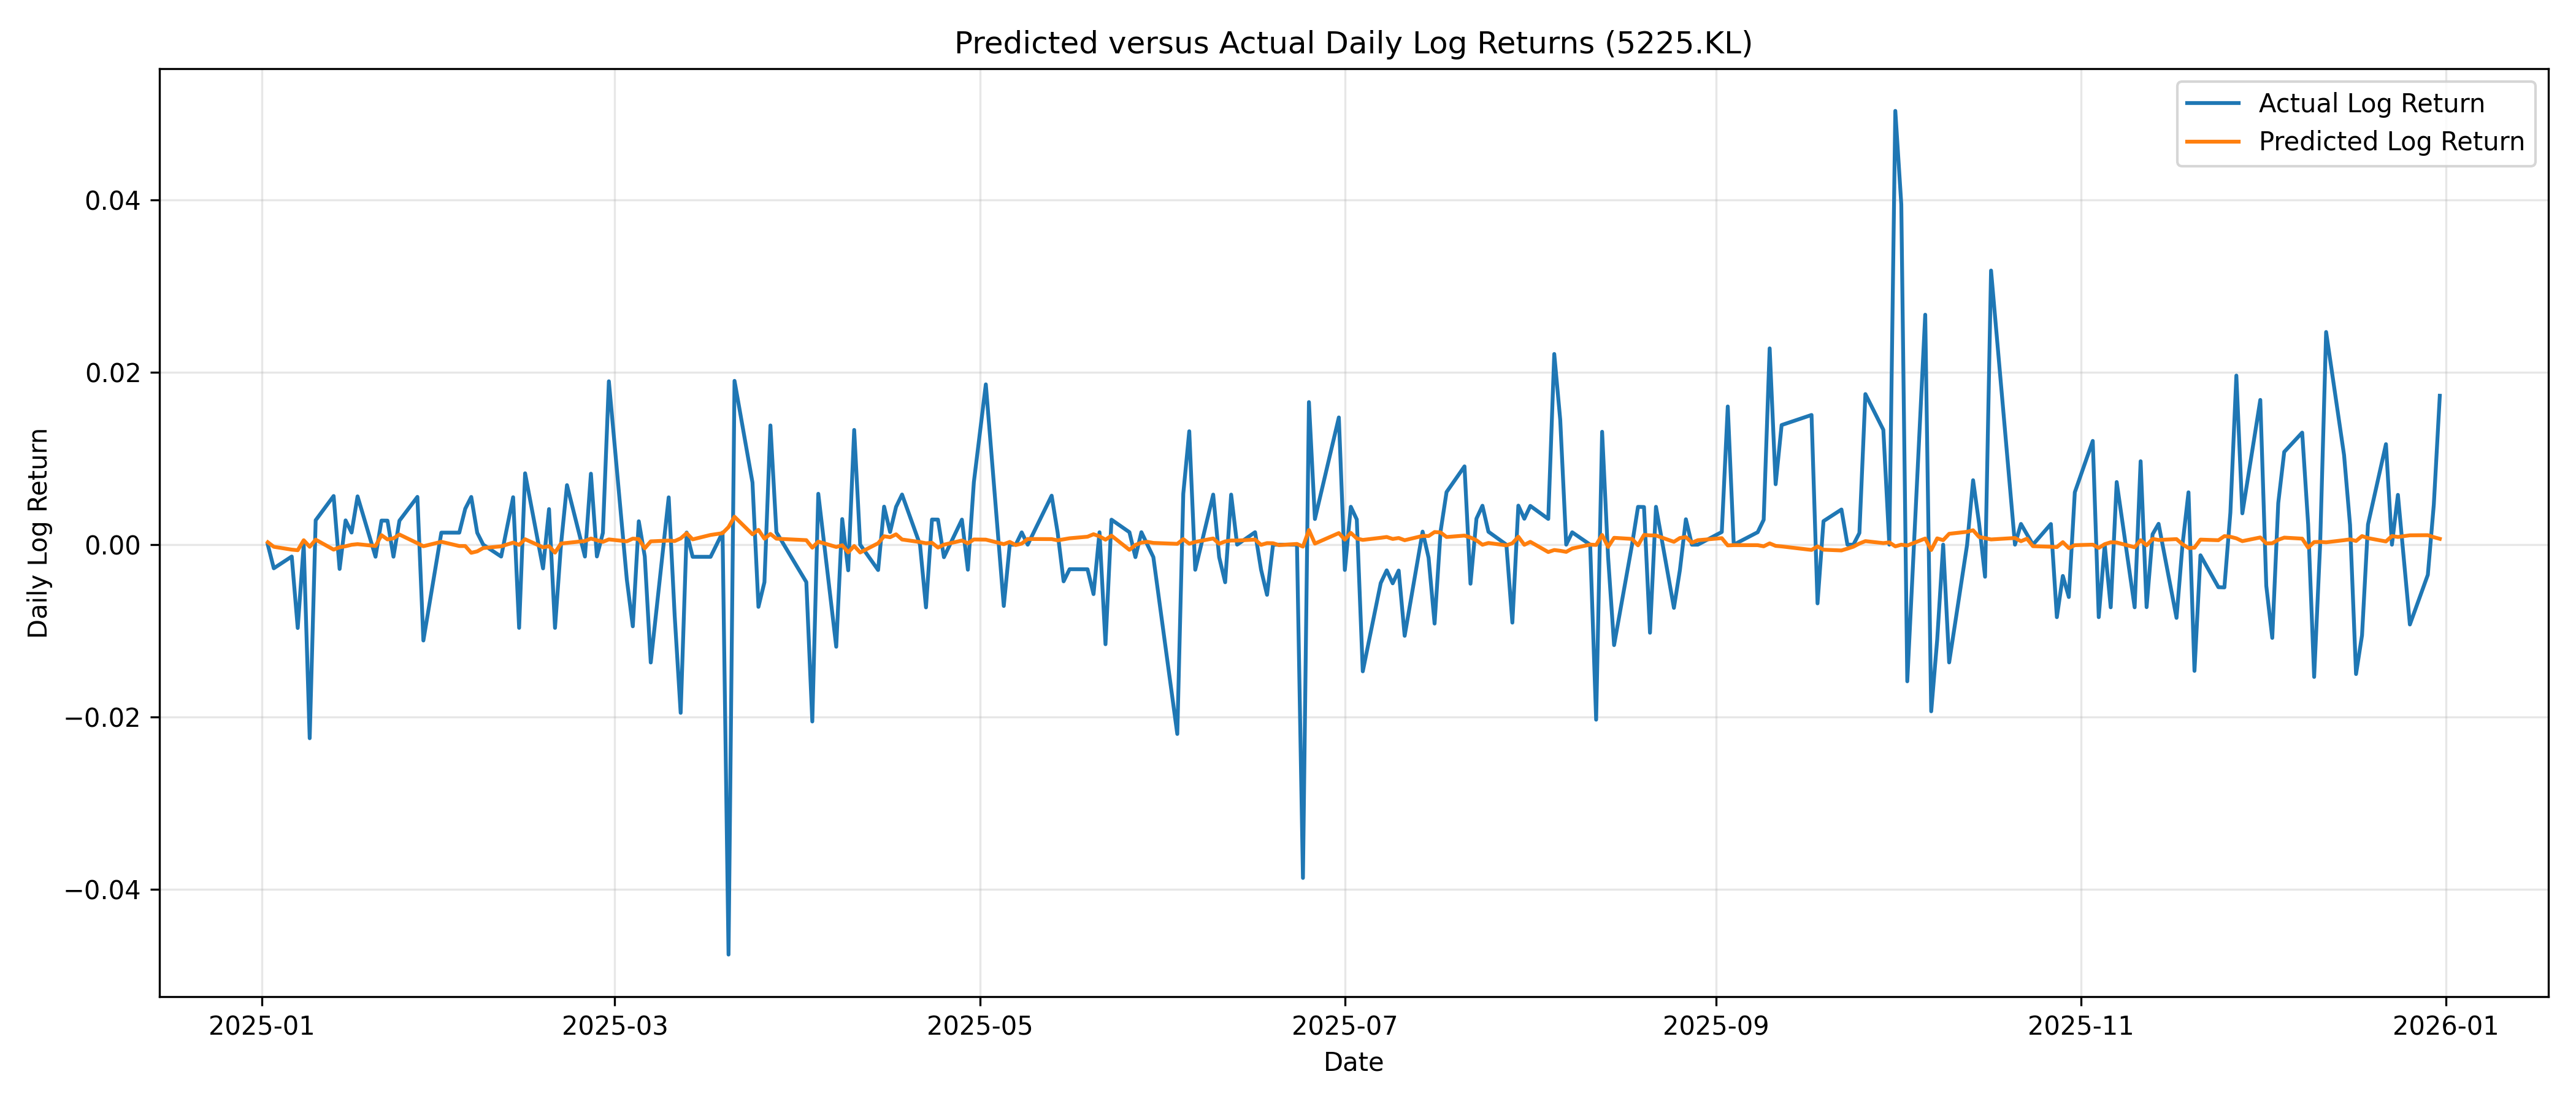 Predicted versus Actual Daily Log Returns (5225.KL)
Actual Log Return
Predicted Log Return
Daily Log Return
0.04
0.02
0.00
−0.02
−0.04
2025-01
2025-03
2025-05
2025-07
2025-09
2025-11
2026-01
Date